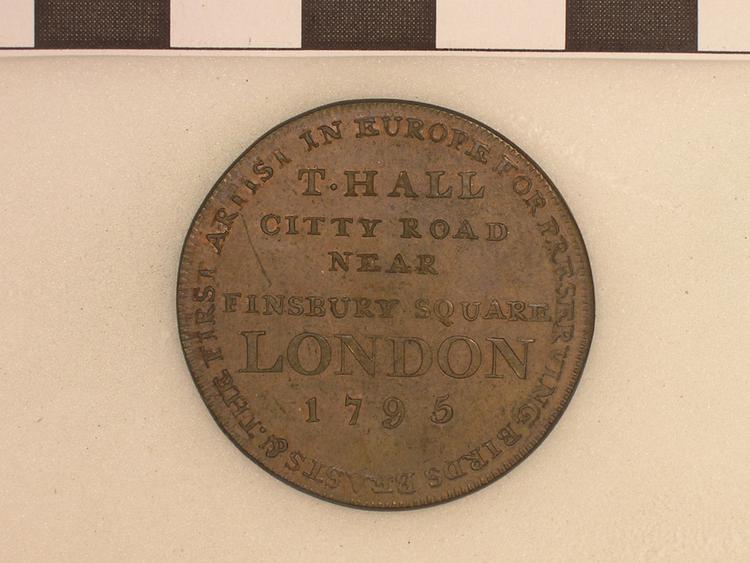 THE FIRST ARTIST IN EUROPE FOR PRESERVING BIRDS BEASTS &.
T·HALL
CITTY ROAD
NEAR
FINSBURY SQUARE
LONDON
1795